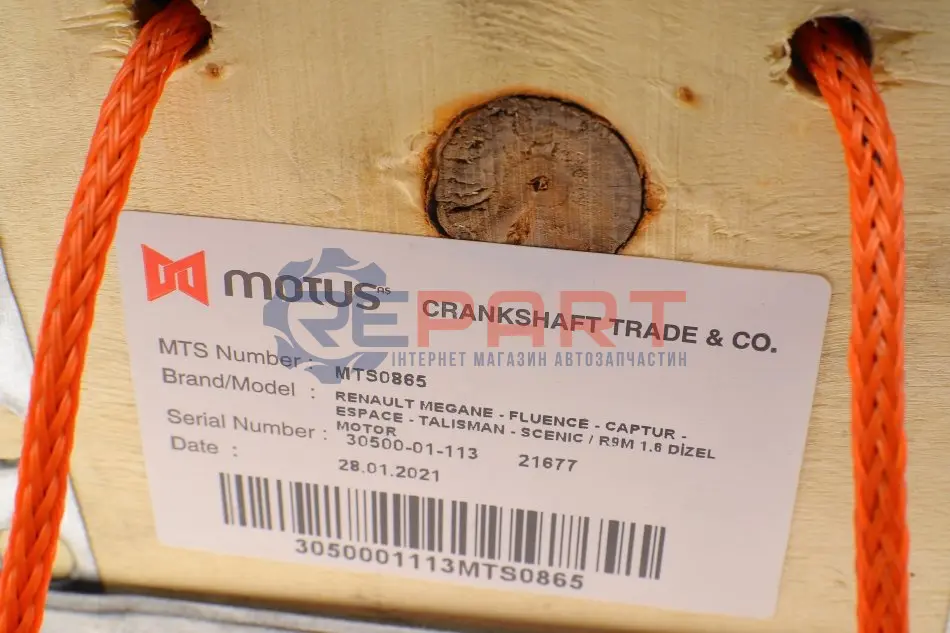 motus AS CRANKSHAFT TRADE & CO.
REPART
ІНТЕРНЕТ МАГАЗИН АВТОЗАПЧАСТИН
MTS Number : MTS0865
Brand/Model : RENAULT MEGANE - FLUENCE - CAPTUR -
ESPACE - TALISMAN - SCENIC / R9M 1.6 DİZEL
MOTOR
Serial Number : 30500-01-113 21677
Date : 28.01.2021
3050001113MTS0865